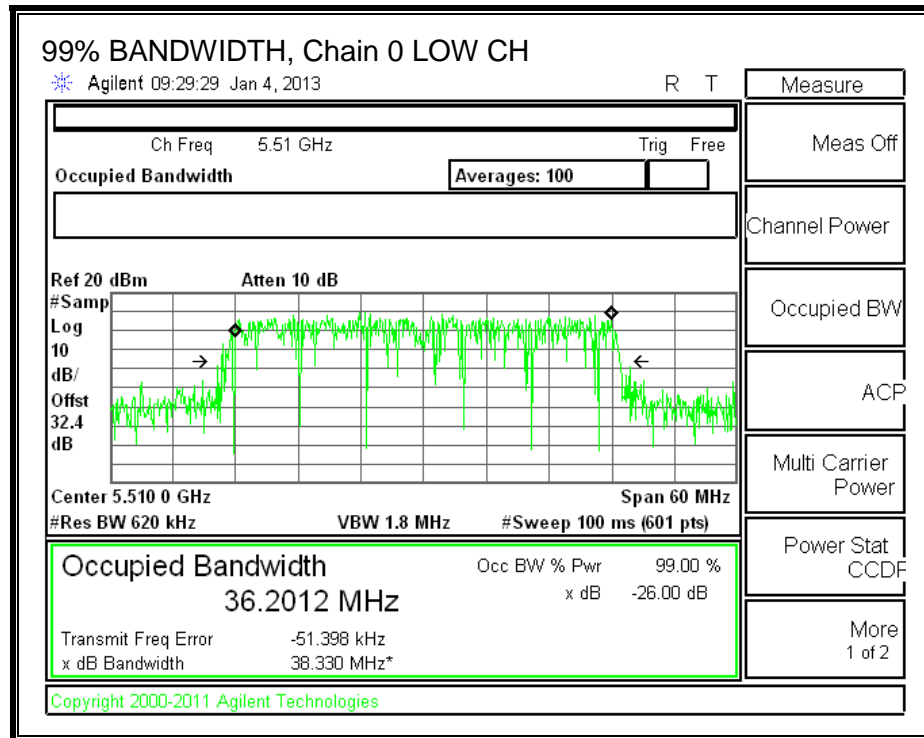 99% BANDWIDTH, Chain 0 LOW CH
Agilent 09:29:29 Jan 4, 2013 R T
Measure
Ch Freq 5.51 GHz Trig Free
Meas Off
Occupied Bandwidth Averages: 100
Channel Power
Ref 20 dBm Atten 10 dB
#Samp
Log
10
dB/
Offst
32.4
dB
Occupied BW
ACP
Center 5.510 0 GHz Span 60 MHz
#Res BW 620 kHz VBW 1.8 MHz #Sweep 100 ms (601 pts)
Multi Carrier
Power
Occupied Bandwidth
36.2012 MHz
Occ BW % Pwr 99.00 %
x dB -26.00 dB
Transmit Freq Error -51.398 kHz
x dB Bandwidth 38.330 MHz*
Power Stat
CCDF
More
1 of 2
Copyright 2000-2011 Agilent Technologies